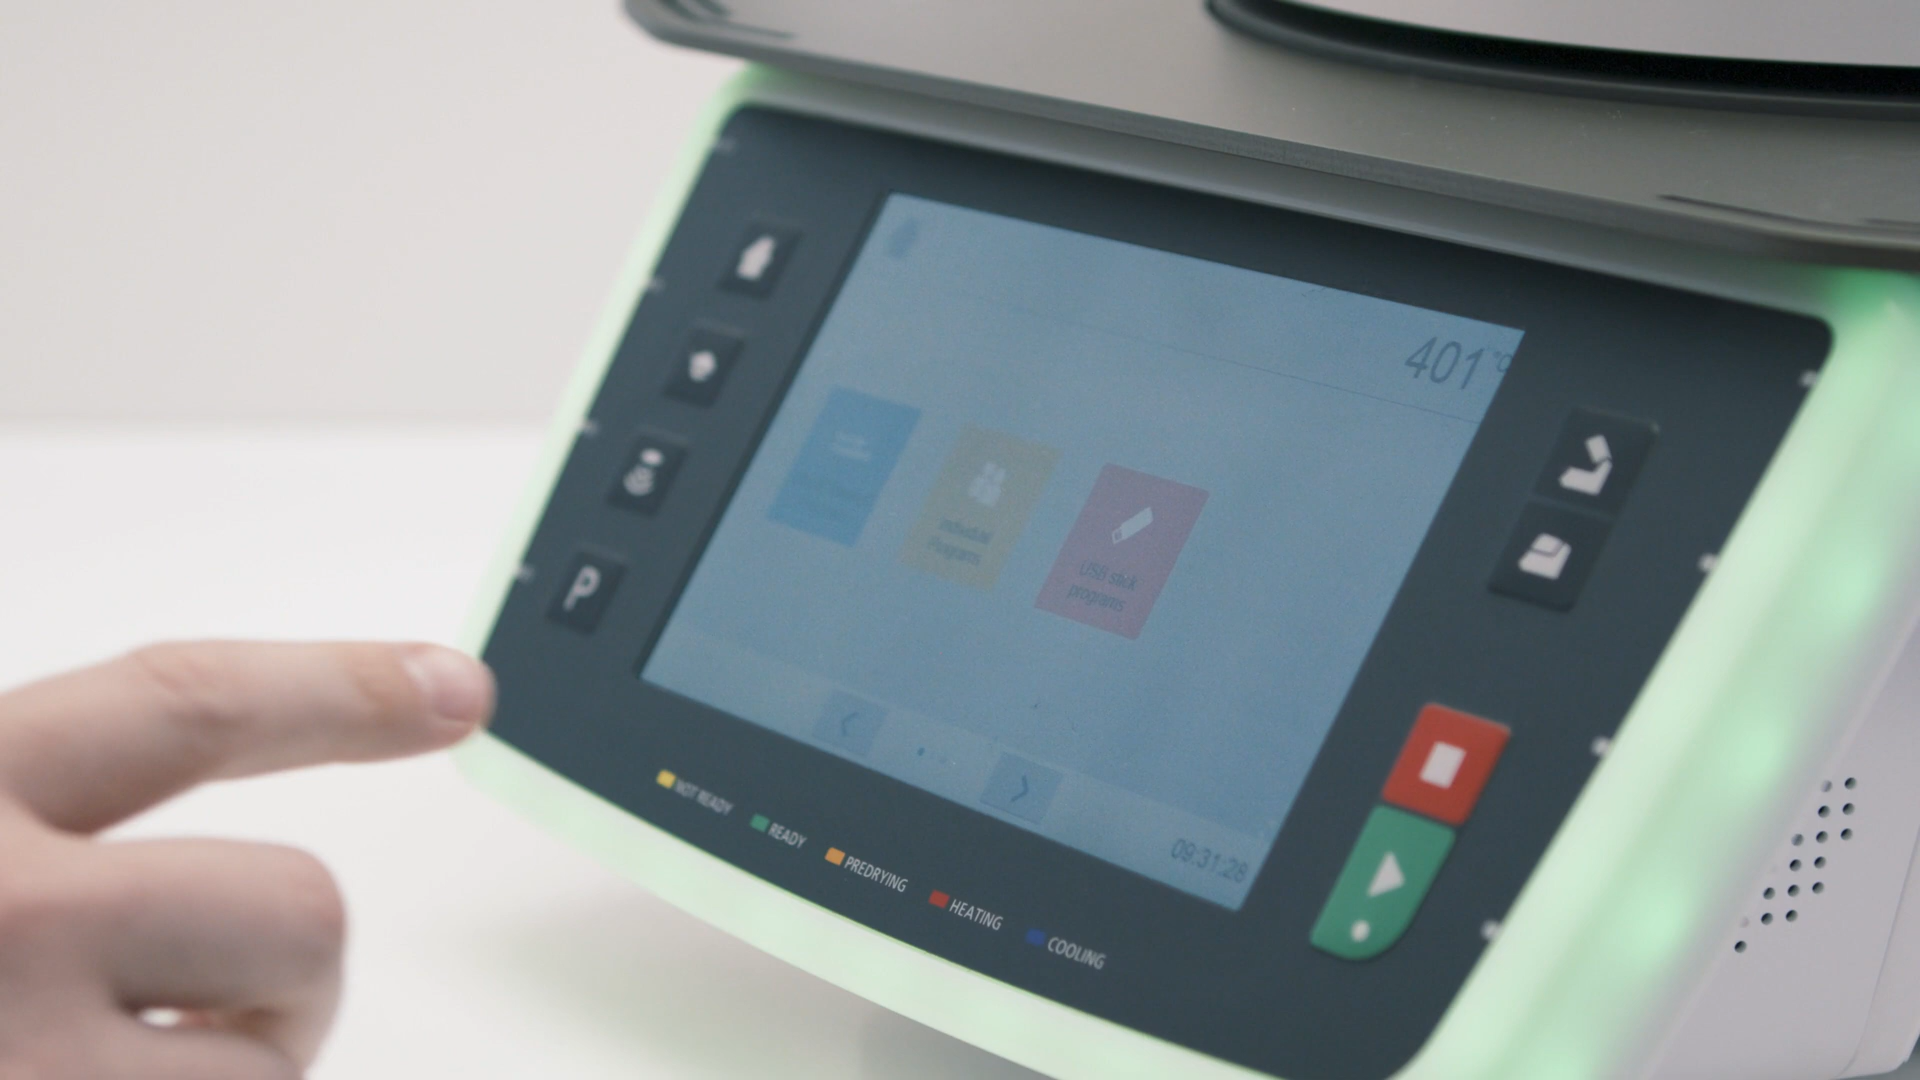 401 °C
Individual
Programs
USB stick
programs
P
09:31:28
NOT READY
READY
PREDRYING
HEATING
COOLING